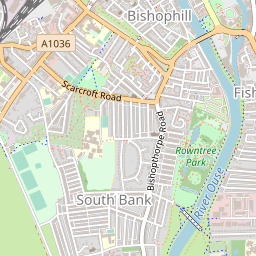 Bishophill
A1036
Scarcroft Road
Fish
Bishopthorpe Road
Rowntree
Park
River Ouse
South Bank